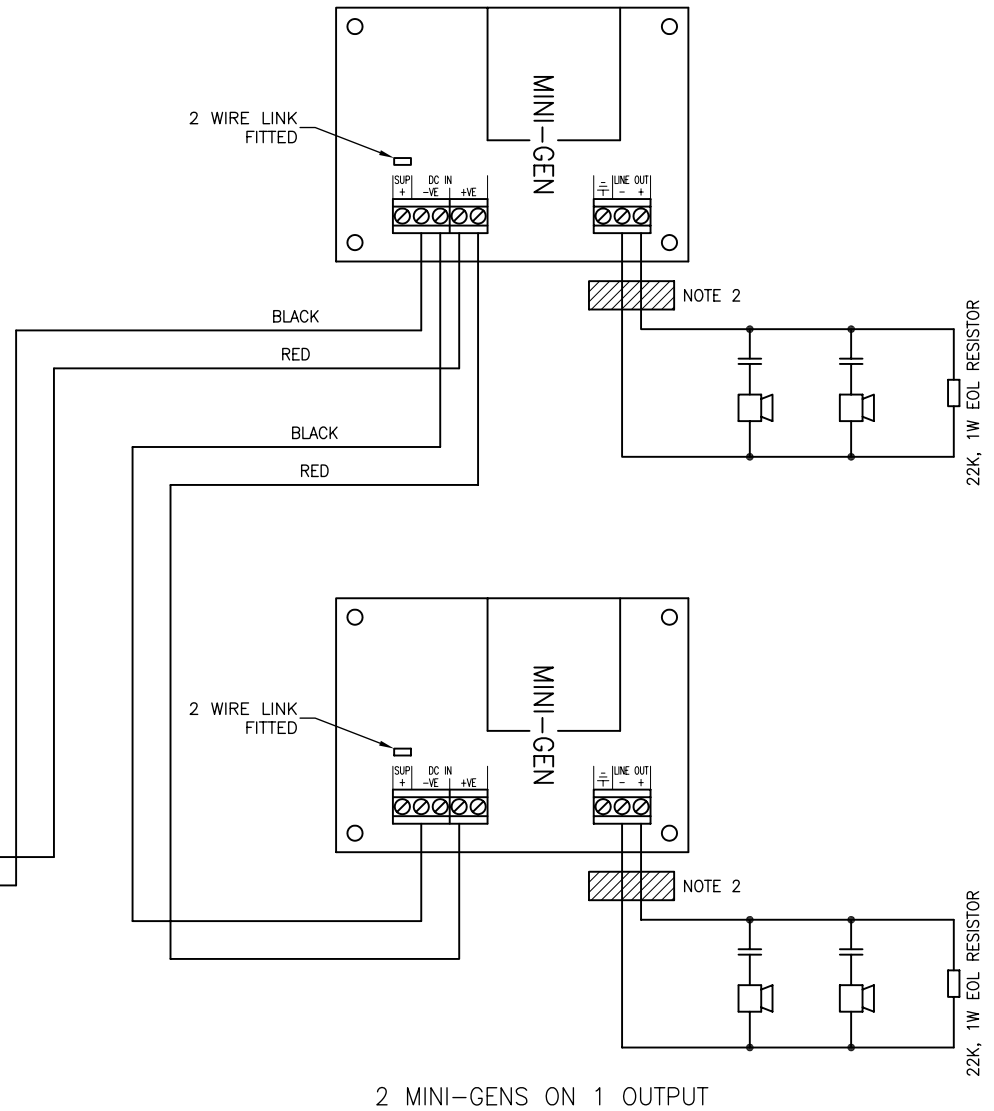 2 WIRE LINK
FITTED
MINI-GEN
SUP DC IN
+ -VE +VE
LINE OUT
- +
NOTE 2
BLACK
RED
22K, 1W EOL RESISTOR
BLACK
RED
2 WIRE LINK
FITTED
MINI-GEN
SUP DC IN
+ -VE +VE
LINE OUT
- +
NOTE 2
22K, 1W EOL RESISTOR
2 MINI-GENS ON 1 OUTPUT